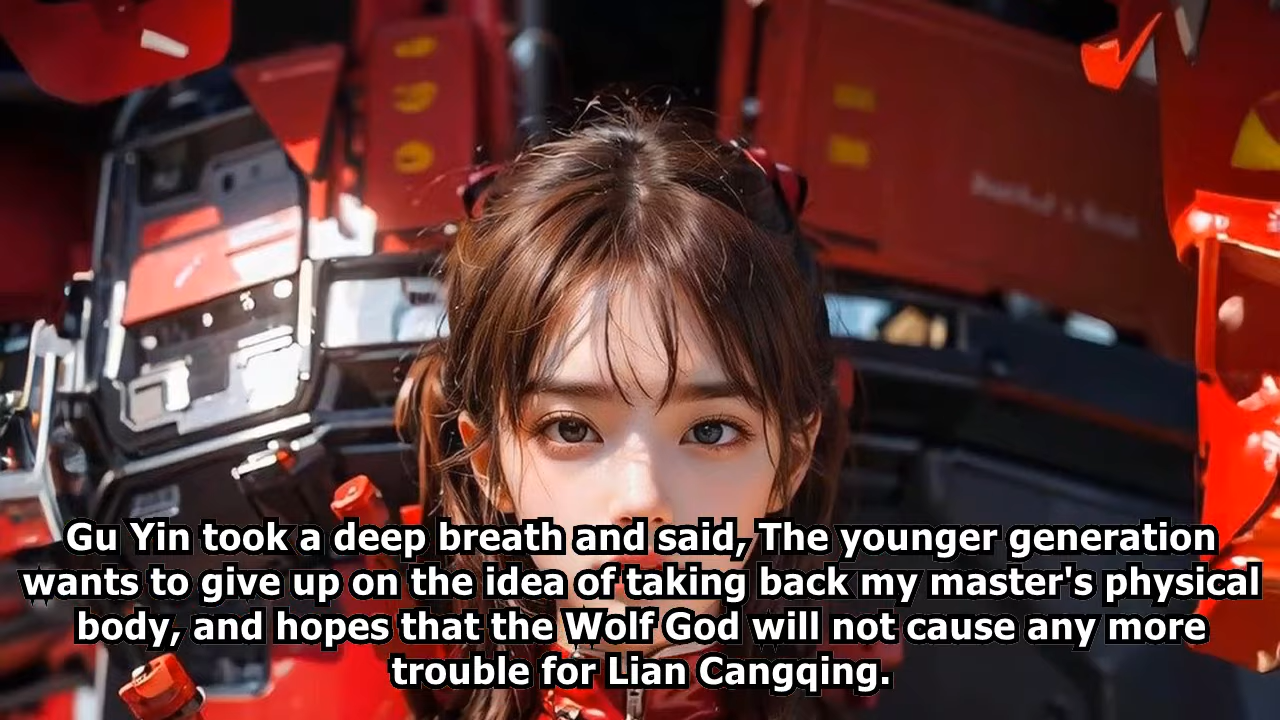 Gu Yin took a deep breath and said, The younger generation
wants to give up on the idea of taking back my master's physical
body, and hopes that the Wolf God will not cause any more
trouble for Lian Cangqing.